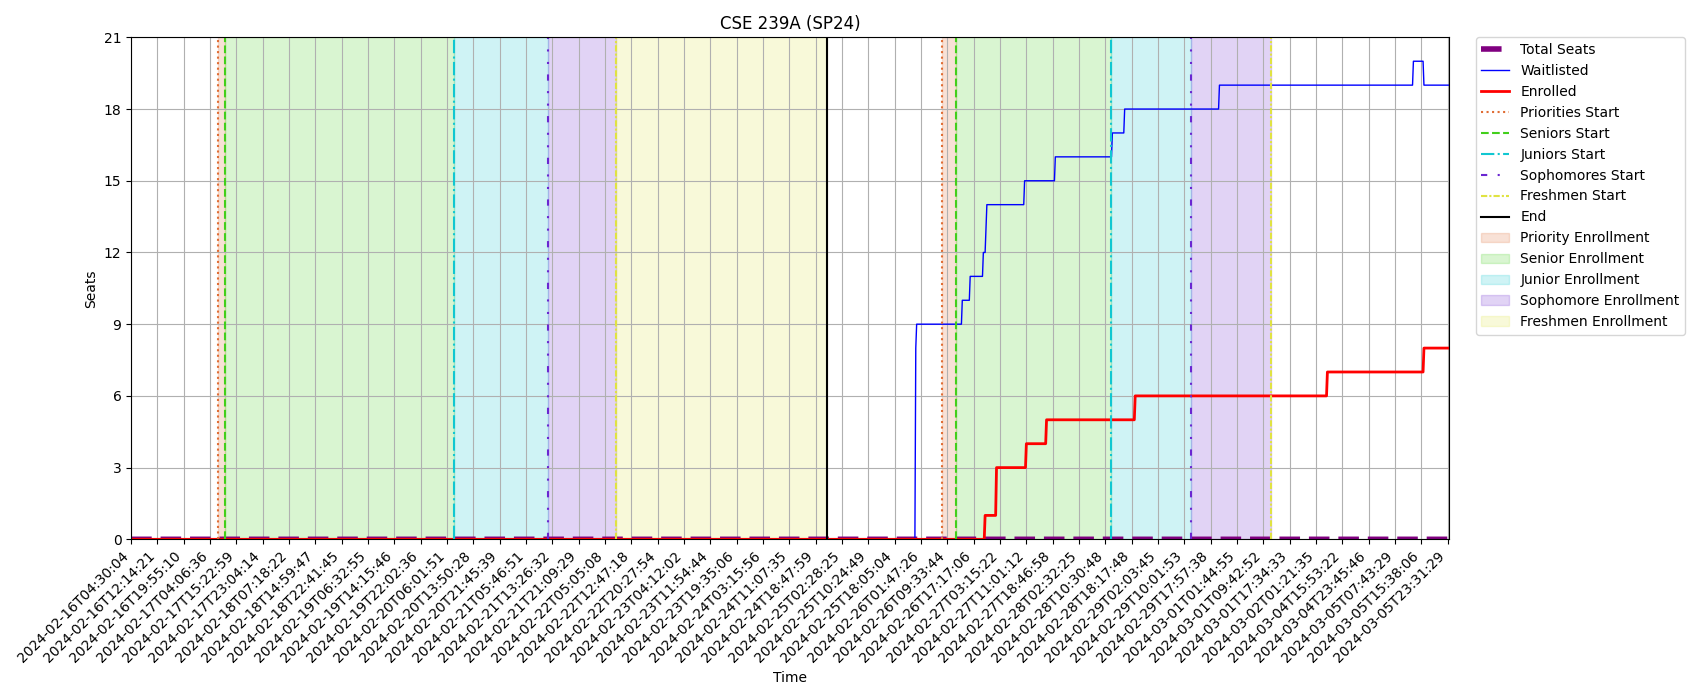 CSE 239A (SP24)
21
18
15
12
9
6
3
0
Seats
2024-02-16T04:30:04
2024-02-16T12:14:21
2024-02-16T19:55:10
2024-02-17T04:06:36
2024-02-17T15:22:59
2024-02-17T23:04:14
2024-02-18T07:18:22
2024-02-18T14:59:47
2024-02-18T22:41:45
2024-02-19T06:32:55
2024-02-19T14:15:46
2024-02-19T22:02:36
2024-02-20T06:01:51
2024-02-20T13:50:28
2024-02-20T21:45:39
2024-02-21T05:46:51
2024-02-21T13:26:32
2024-02-21T21:09:29
2024-02-22T05:05:08
2024-02-22T12:47:18
2024-02-22T20:27:54
2024-02-23T04:12:02
2024-02-23T11:54:44
2024-02-23T19:35:06
2024-02-24T03:15:56
2024-02-24T11:07:35
2024-02-24T18:47:59
2024-02-25T02:28:25
2024-02-25T10:24:49
2024-02-25T18:05:04
2024-02-26T01:47:26
2024-02-26T09:33:44
2024-02-26T17:17:06
2024-02-27T03:15:22
2024-02-27T11:01:12
2024-02-27T18:46:58
2024-02-28T02:32:25
2024-02-28T10:30:48
2024-02-28T18:17:48
2024-02-29T02:03:45
2024-02-29T10:01:53
2024-02-29T17:57:38
2024-03-01T01:44:55
2024-03-01T09:42:52
2024-03-01T17:34:33
2024-03-02T01:21:35
2024-03-04T15:53:22
2024-03-04T23:45:46
2024-03-05T07:43:29
2024-03-05T15:38:06
2024-03-05T23:31:29
Time
Total Seats
Waitlisted
Enrolled
Priorities Start
Seniors Start
Juniors Start
Sophomores Start
Freshmen Start
End
Priority Enrollment
Senior Enrollment
Junior Enrollment
Sophomore Enrollment
Freshmen Enrollment